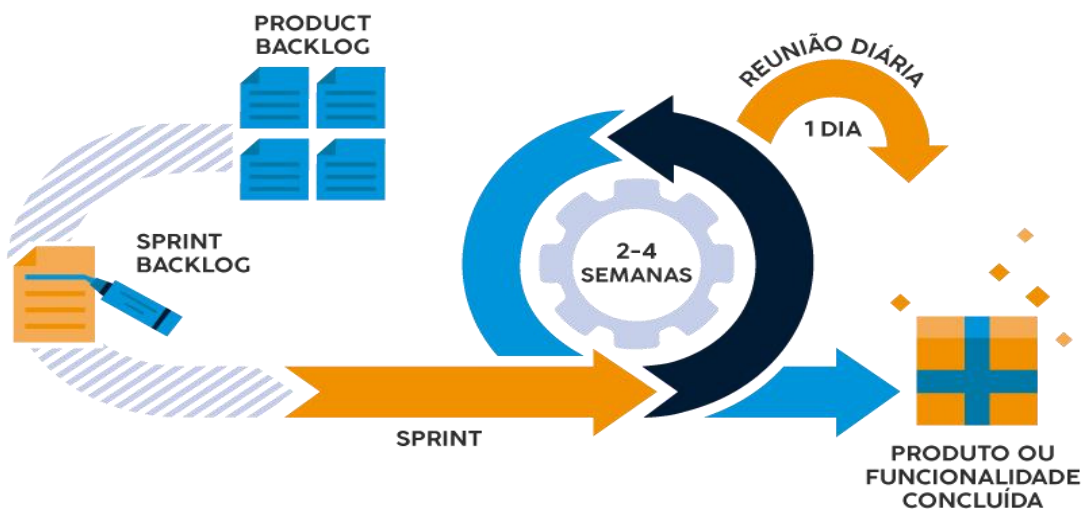 PRODUCT
BACKLOG
REUNIÃO DIÁRIA
1 DIA
SPRINT
BACKLOG
2-4
SEMANAS
SPRINT
PRODUTO OU
FUNCIONALIDADE
CONCLUÍDA